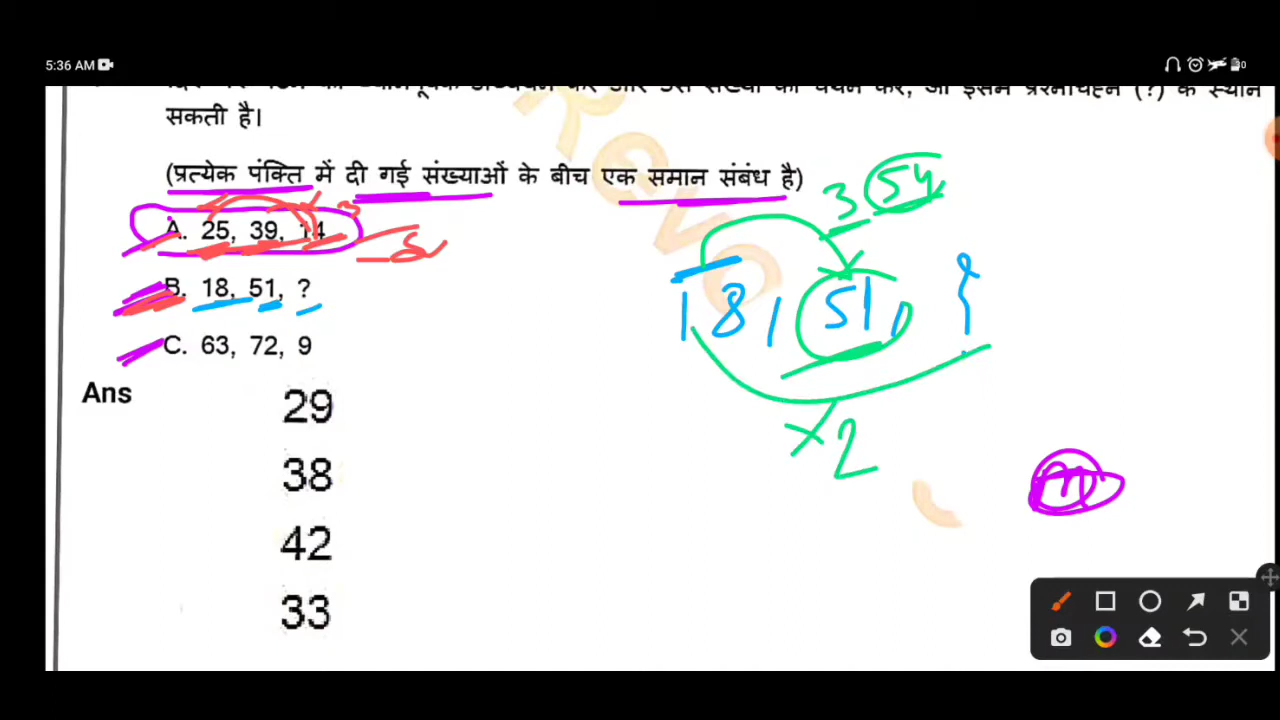 5:36 AM
सकती है।
(प्रत्येक पंक्ति में दी गई संख्याओं के बीच एक समान संबंध है)
A. 25, 39, 14
B. 18, 51, ?
C. 63, 72, 9
Ans
29
38
42
33
3 54
18, 51, ?
×2